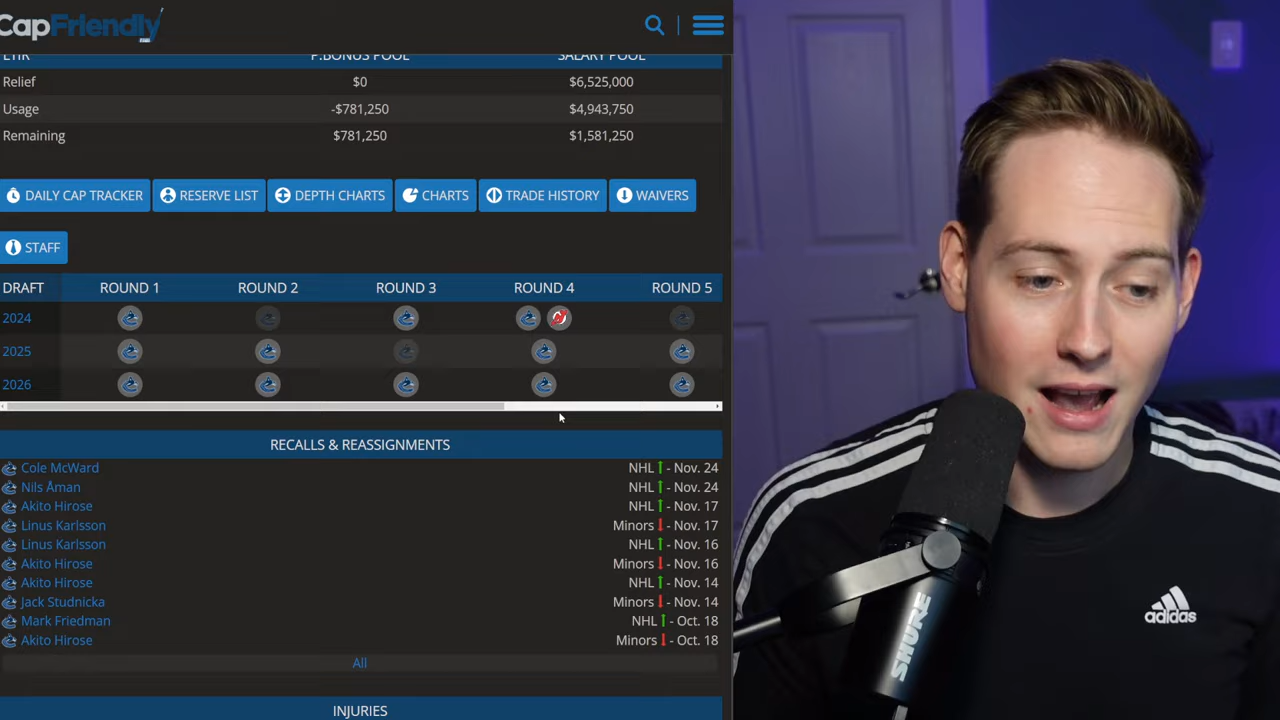 CapFriendly
LTIR P.BONUS POOL SALARY POOL
Relief $0 $6,525,000
Usage -$781,250 $4,943,750
Remaining $781,250 $1,581,250
DAILY CAP TRACKER RESERVE LIST DEPTH CHARTS CHARTS TRADE HISTORY WAIVERS
STAFF
DRAFT ROUND 1 ROUND 2 ROUND 3 ROUND 4 ROUND 5
2024
2025
2026
RECALLS & REASSIGNMENTS
Cole McWard NHL - Nov. 24
Nils Åman NHL - Nov. 24
Akito Hirose NHL - Nov. 17
Linus Karlsson Minors - Nov. 17
Linus Karlsson NHL - Nov. 16
Akito Hirose Minors - Nov. 16
Akito Hirose NHL - Nov. 14
Jack Studnicka Minors - Nov. 14
Mark Friedman NHL - Oct. 18
Akito Hirose Minors - Oct. 18
All
INJURIES
SHURE
adidas